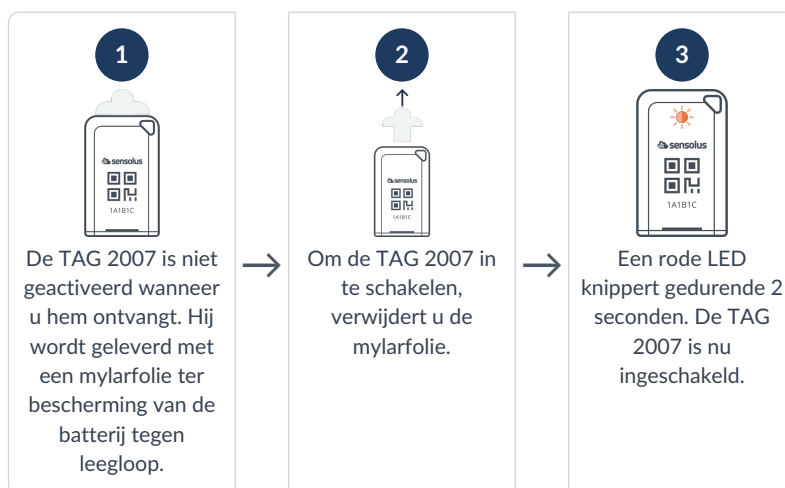 1
sensolus
1A1B1C
De TAG 2007 is niet
geactiveerd wanneer
u hem ontvangt. Hij
wordt geleverd met
een mylarfolie ter
bescherming van de
batterij tegen
leegloop.
2
sensolus
1A1B1C
Om de TAG 2007 in
te schakelen,
verwijdert u de
mylarfolie.
3
sensolus
1A1B1C
Een rode LED
knippert gedurende 2
seconden. De TAG
2007 is nu
ingeschakeld.